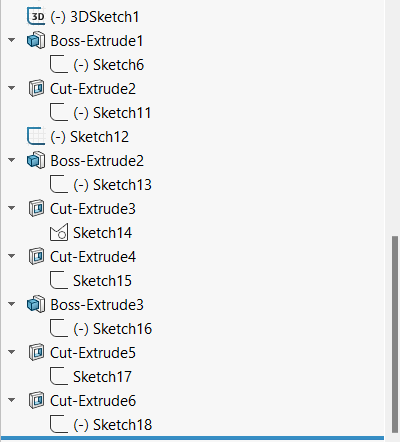 3D (-) 3DSketch1
Boss-Extrude1
(-) Sketch6
Cut-Extrude2
(-) Sketch11
(-) Sketch12
Boss-Extrude2
(-) Sketch13
Cut-Extrude3
Sketch14
Cut-Extrude4
Sketch15
Boss-Extrude3
(-) Sketch16
Cut-Extrude5
Sketch17
Cut-Extrude6
(-) Sketch18